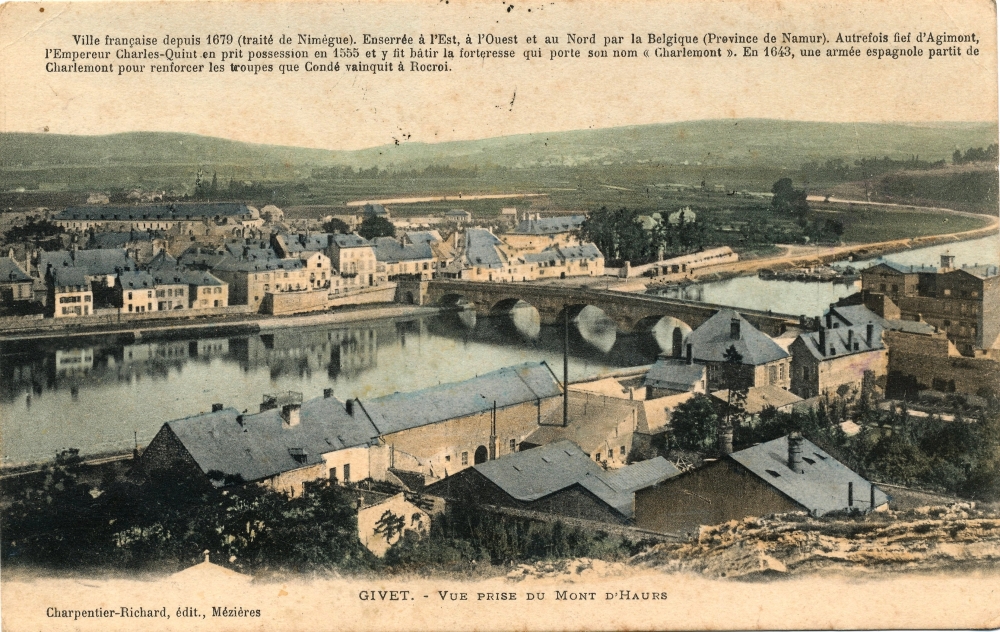 Ville française depuis 1679 (traité de Nimégue). Enserrée à l'Est, à l'Ouest et au Nord par la Belgique (Province de Namur). Autrefois fief d'Agimont,
l'Empereur Charles-Quint en prit possession en 1555 et y fit bâtir la forteresse qui porte son nom « Charlemont ». En 1643, une armée espagnole partit de
Charlemont pour renforcer les troupes que Condé vainquit à Rocroi.
GIVET. - VUE PRISE DU MONT D'HAURS
Charpentier-Richard, édit., Mézières